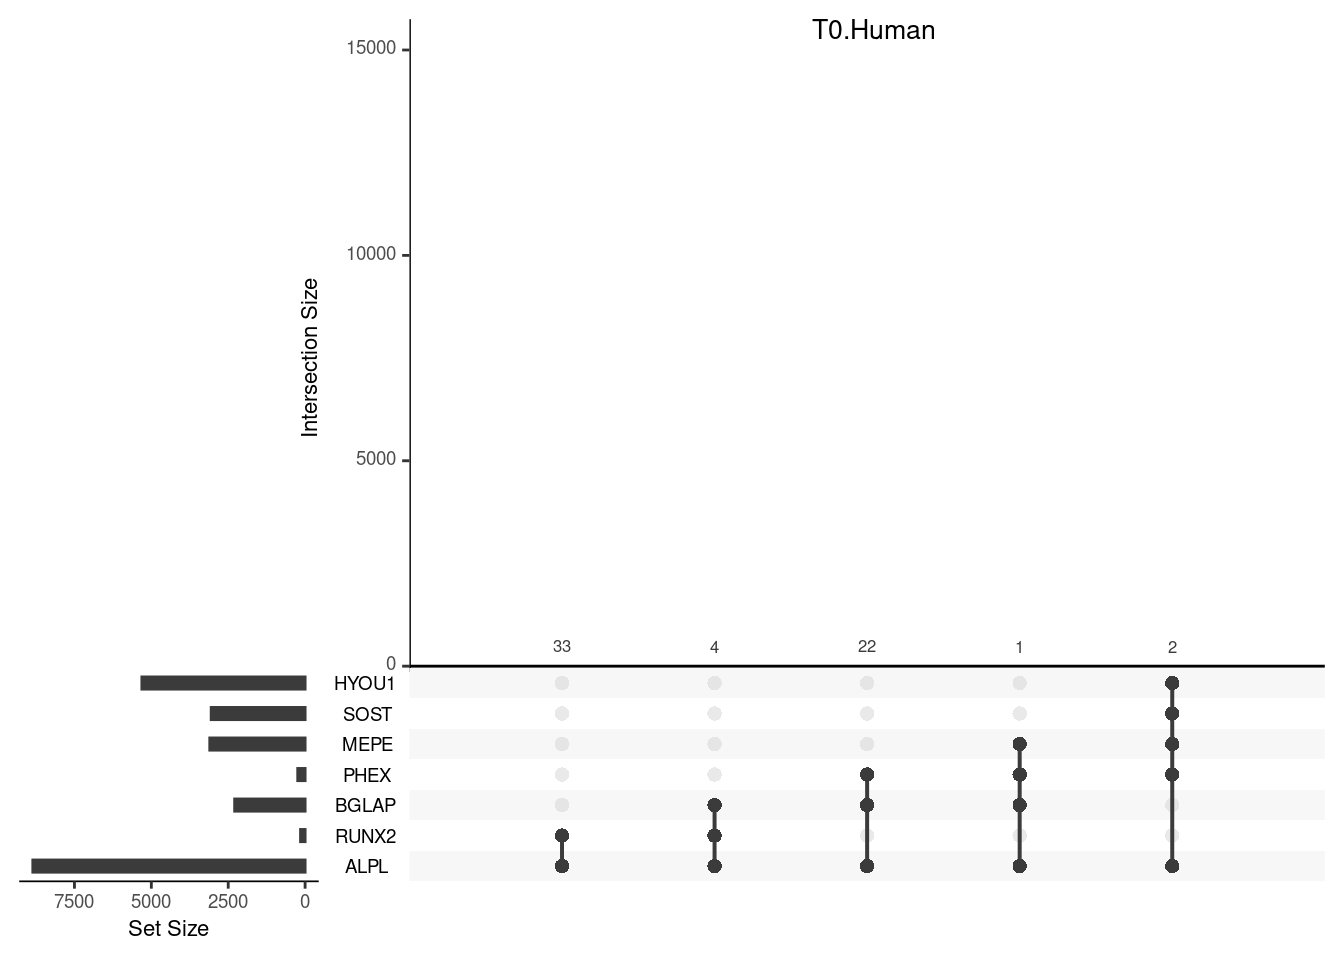 T0.Human
15000
10000
5000
0
Intersection Size
33 4 22 1 2
HYOU1
SOST
MEPE
PHEX
BGLAP
RUNX2
ALPL
7500 5000 2500 0
Set Size